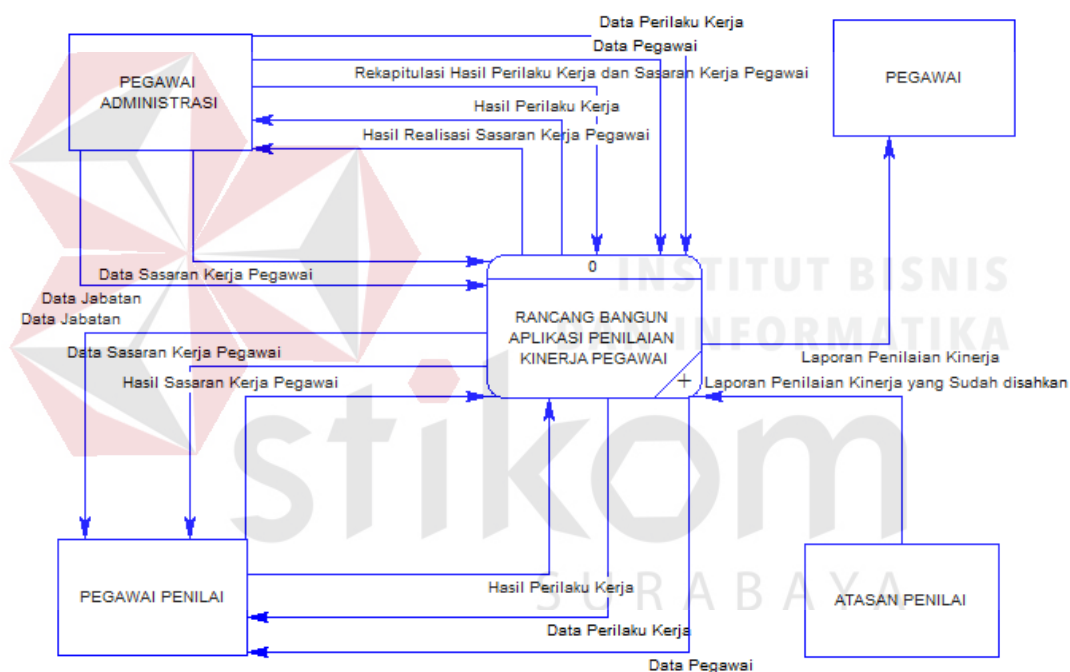 Data Perilaku Kerja
Data Pegawai
PEGAWAI
ADMINISTRASI
Rekapitulasi Hasil Perilaku Kerja dan Sasaran Kerja Pegawai
PEGAWAI
Hasil Perilaku Kerja
Hasil Realisasi Sasaran Kerja Pegawai
0
Data Sasaran Kerja Pegawai
INSTITUT BISNIS
DAN INFORMATIKA
Data Jabatan
Data Jabatan
RANCANG BANGUN
APLIKASI PENILAIAN
KINERJA PEGAWAI
Data Sasaran Kerja Pegawai
Laporan Penilaian Kinerja
Hasil Sasaran Kerja Pegawai
+
Laporan Penilaian Kinerja yang Sudah disahkan
stikom
SURABAYA
PEGAWAI PENILAI
Hasil Perilaku Kerja
ATASAN PENILAI
Data Perilaku Kerja
Data Pegawai